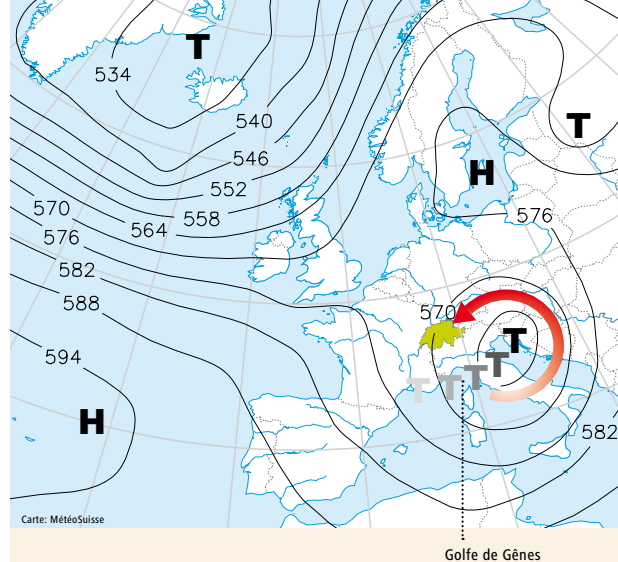 T
534
T
540
546
H
552
570
558
564
576
576
582
570
588
T
T
594
T
T
T
H
582
Carte: MétéoSuisse
Golfe de Gênes